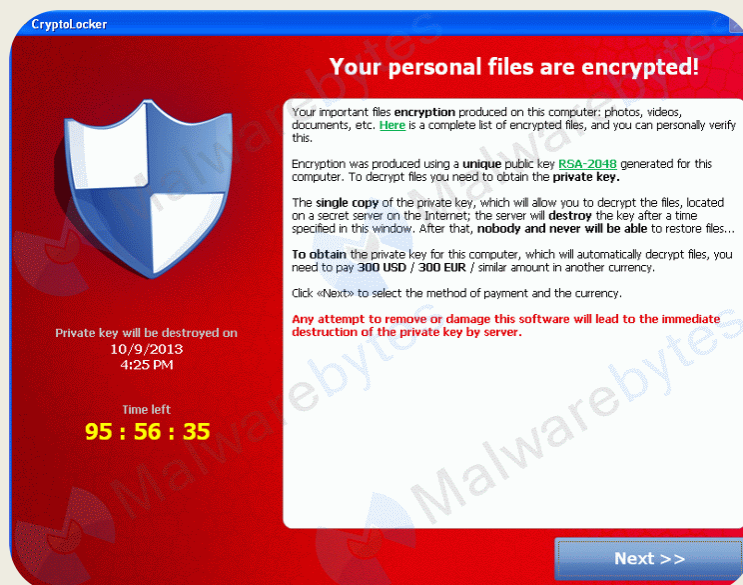 CryptoLocker
Your personal files are encrypted!
Your important files encryption produced on this computer: photos, videos,
documents, etc. Here is a complete list of encrypted files, and you can personally verify
this.
Encryption was produced using a unique public key RSA-2048 generated for this
computer. To decrypt files you need to obtain the private key.
The single copy of the private key, which will allow you to decrypt the files, located
on a secret server on the Internet; the server will destroy the key after a time
specified in this window. After that, nobody and never will be able to restore files...
To obtain the private key for this computer, which will automatically decrypt files, you
need to pay 300 USD / 300 EUR / similar amount in another currency.
Click «Next» to select the method of payment and the currency.
Any attempt to remove or damage this software will lead to the immediate
destruction of the private key by server.
Private key will be destroyed on
10/9/2013
4:25 PM
Time left
95 : 56 : 35
Next >>
Malwarebytes
Malwarebytes
Malwarebytes